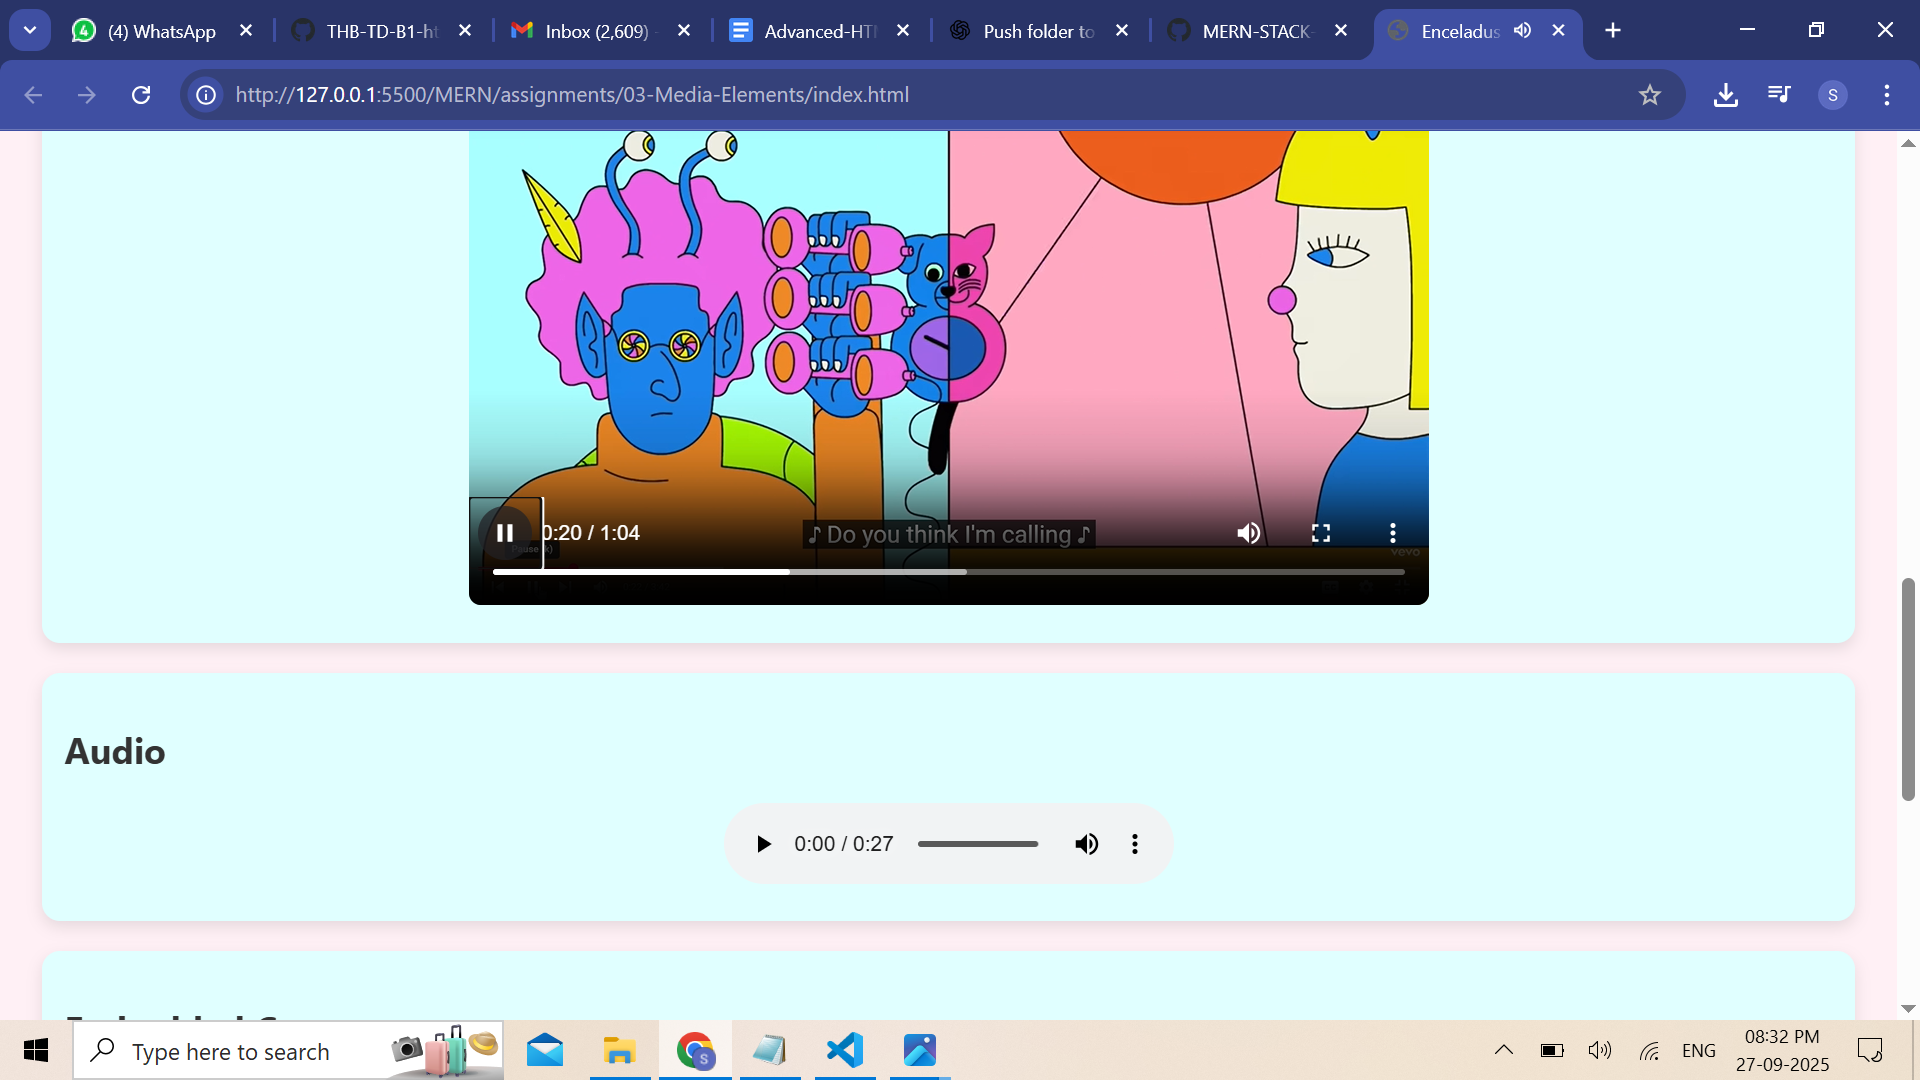 (4) WhatsApp
THB-TD-B1-ht
Inbox (2,609) -
Advanced-HTM
Push folder to
MERN-STACK-
Enceladus
http://127.0.0.1:5500/MERN/assignments/03-Media-Elements/index.html
S
0:20 / 1:04
♪ Do you think I'm calling ♪
Pause (k)
vevo
Audio
0:00 / 0:27
Type here to search
S
ENG
08:32 PM
27-09-2025